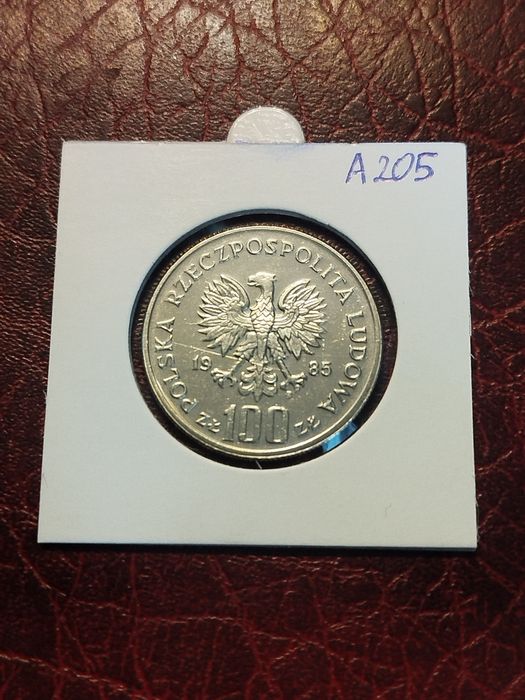 A205
POLSKA RZECZPOSPOLITA LUDOWA
19 85
ZŁ 100 ZŁ